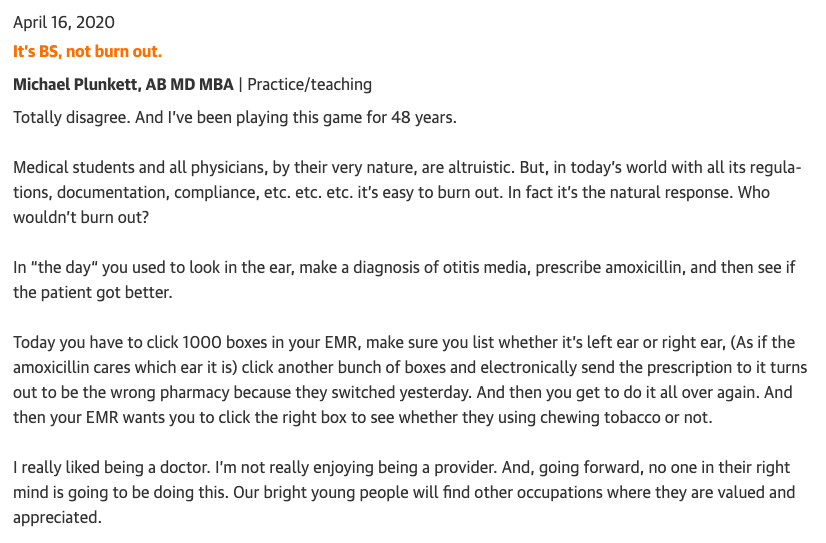 April 16, 2020
It's BS, not burn out.
Michael Plunkett, AB MD MBA | Practice/teaching
Totally disagree. And I've been playing this game for 48 years.
Medical students and all physicians, by their very nature, are altruistic. But, in today's world with all its regula-
tions, documentation, compliance, etc. etc. etc. it's easy to burn out. In fact it's the natural response. Who
wouldn't burn out?
In “the day“ you used to look in the ear, make a diagnosis of otitis media, prescribe amoxicillin, and then see if
the patient got better.
Today you have to click 1000 boxes in your EMR, make sure you list whether it's left ear or right ear, (As if the
amoxicillin cares which ear it is) click another bunch of boxes and electronically send the prescription to it turns
out to be the wrong pharmacy because they switched yesterday. And then you get to do it all over again. And
then your EMR wants you to click the right box to see whether they using chewing tobacco or not.
I really liked being a doctor. I'm not really enjoying being a provider. And, going forward, no one in their right
mind is going to be doing this. Our bright young people will find other occupations where they are valued and
appreciated.